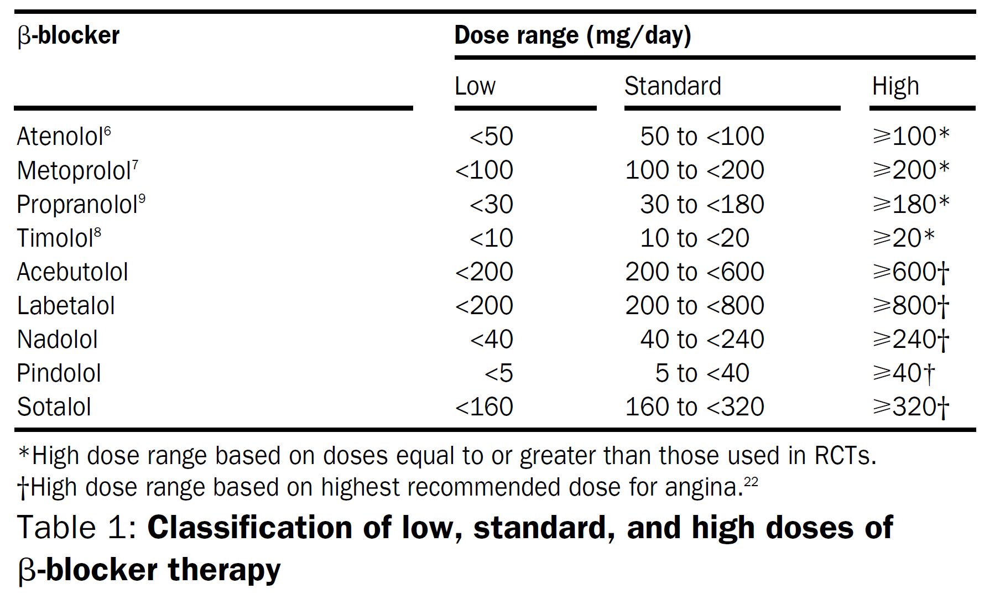 β-blocker Dose range (mg/day)
Low Standard High
Atenolol⁶ <50 50 to <100 ⩾100*
Metoprolol⁷ <100 100 to <200 ⩾200*
Propranolol⁹ <30 30 to <180 ⩾180*
Timolol⁸ <10 10 to <20 ⩾20*
Acebutolol <200 200 to <600 ⩾600†
Labetalol <200 200 to <800 ⩾800†
Nadolol <40 40 to <240 ⩾240†
Pindolol <5 5 to <40 ⩾40†
Sotalol <160 160 to <320 ⩾320†
*High dose range based on doses equal to or greater than those used in RCTs.
†High dose range based on highest recommended dose for angina.²²
Table 1: Classification of low, standard, and high doses of
β-blocker therapy